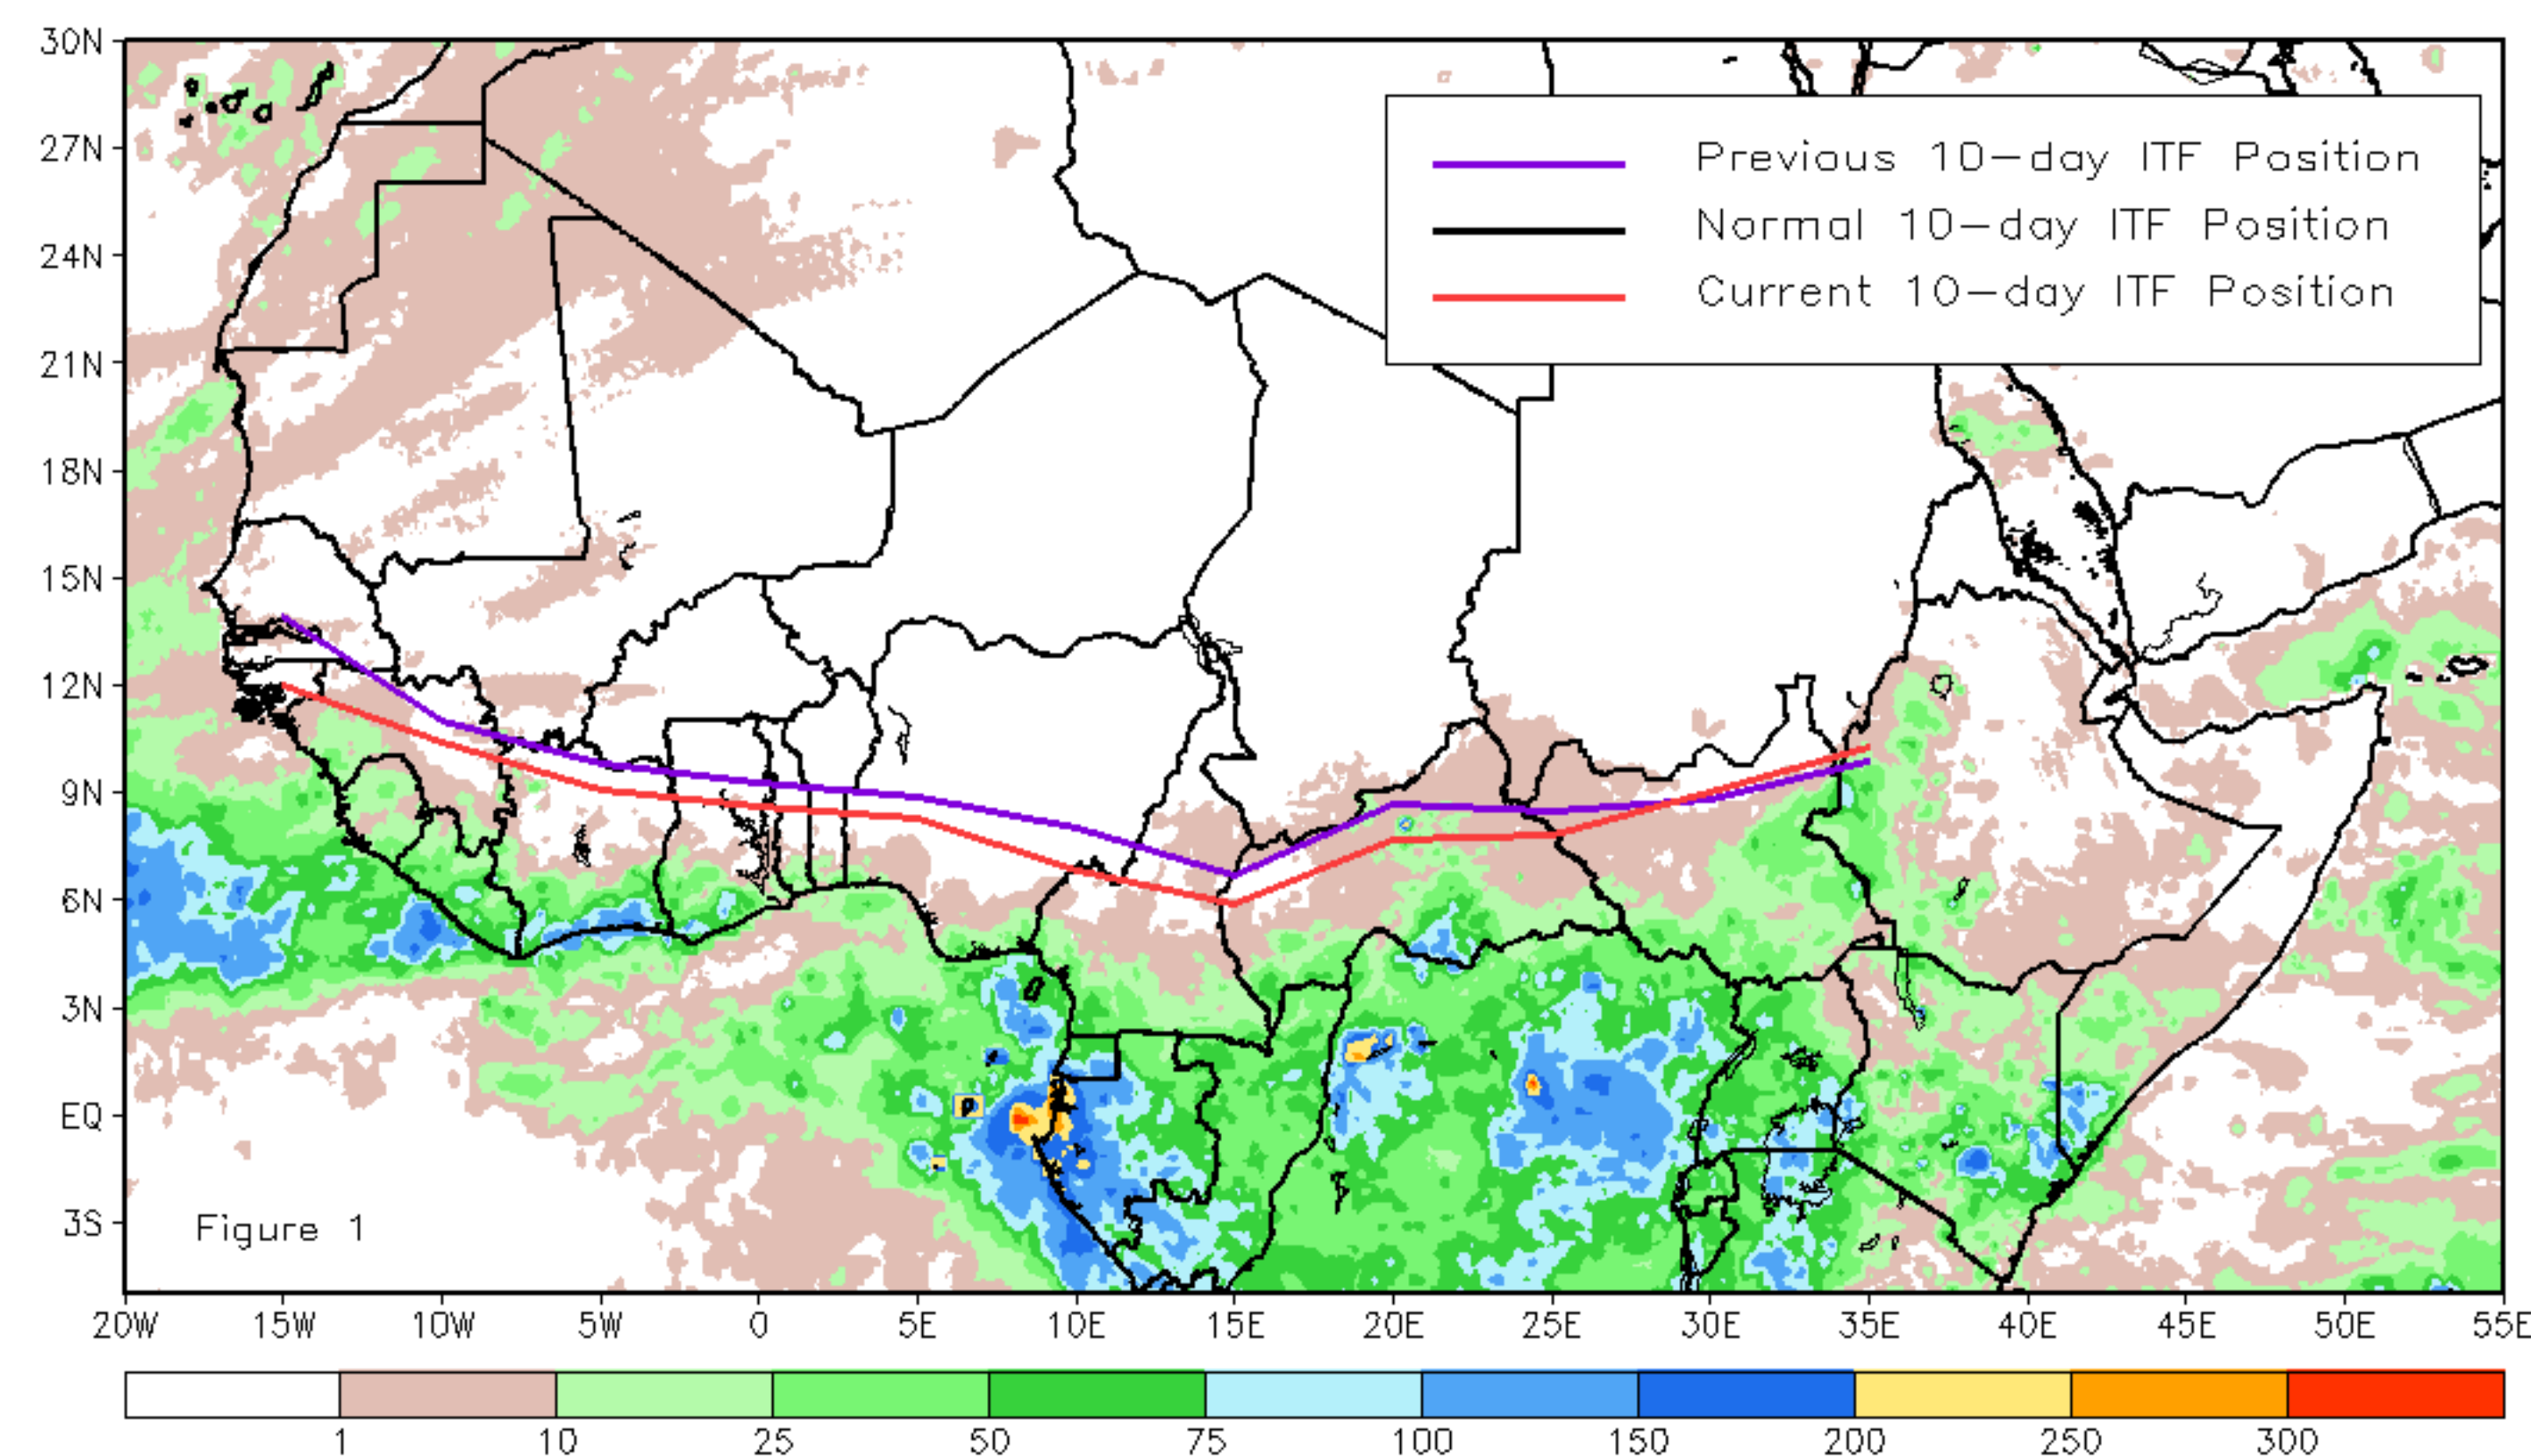 30N
27N
24N
21N
18N
15N
12N
9N
6N
3N
EQ
3S
Previous 10-day ITF Position
Normal 10-day ITF Position
Current 10-day ITF Position
Figure 1
20W 15W 10W 5W 0 5E 10E 15E 20E 25E 30E 35E 40E 45E 50E 55E
1 10 25 50 75 100 150 200 250 300